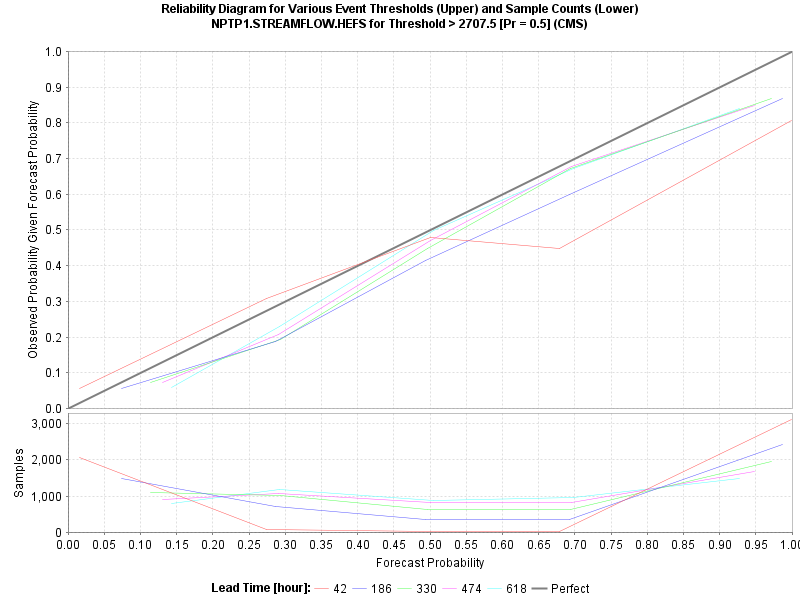 Reliability Diagram for Various Event Thresholds (Upper) and Sample Counts (Lower)
NPTP1.STREAMFLOW.HEFS for Threshold > 2707.5 [Pr = 0.5] (CMS)
Observed Probability Given Forecast Probability
1.0
0.9
0.8
0.7
0.6
0.5
0.4
0.3
0.2
0.1
0.0
Samples
3,000
2,000
1,000
0
0.00 0.05 0.10 0.15 0.20 0.25 0.30 0.35 0.40 0.45 0.50 0.55 0.60 0.65 0.70 0.75 0.80 0.85 0.90 0.95 1.0
Forecast Probability
Lead Time [hour]: 42 186 330 474 618 Perfect